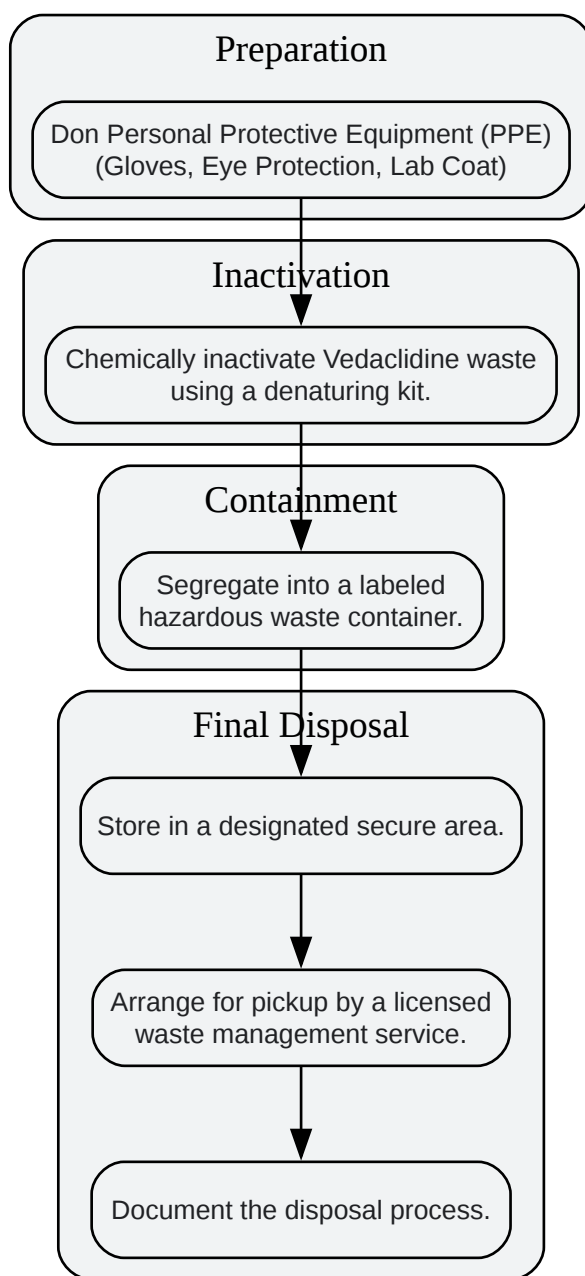 Preparation
Don Personal Protective Equipment (PPE)
(Gloves, Eye Protection, Lab Coat)
Inactivation
Chemically inactivate Vedaclidine waste
using a denaturing kit.
Containment
Segregate into a labeled
hazardous waste container.
Final Disposal
Store in a designated secure area.
Arrange for pickup by a licensed
waste management service.
Document the disposal process.